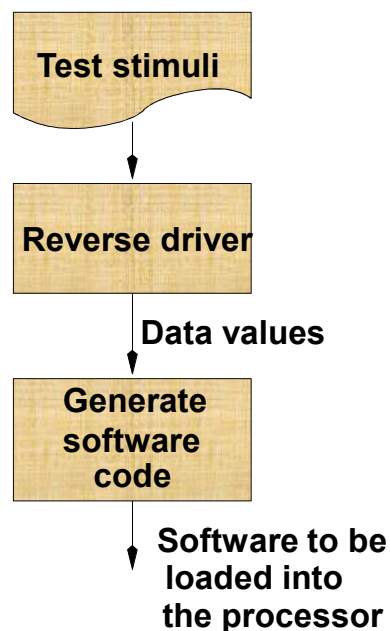 Test stimuli
Reverse driver
Data values
Generate
software
code
Software to be
loaded into
the processor